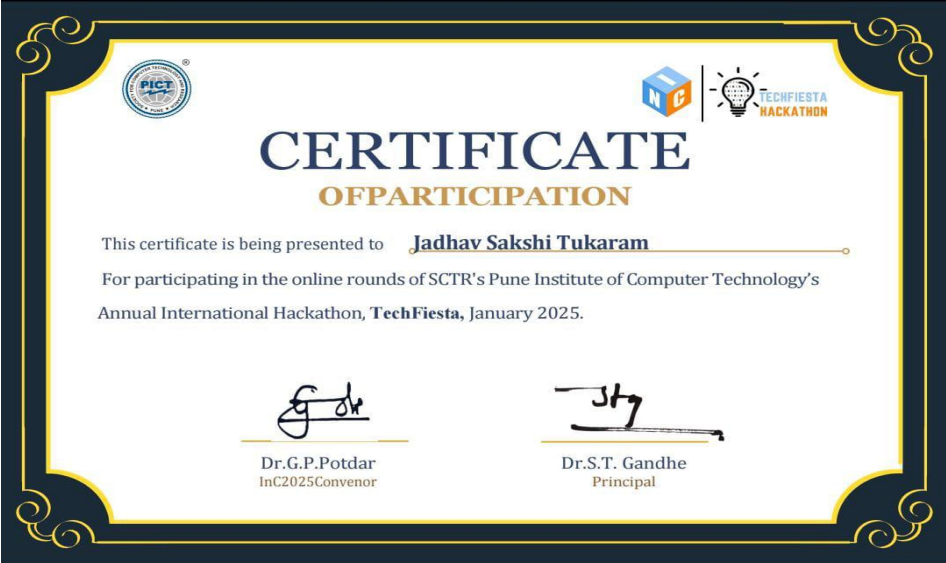 PICT
®
INC
TECHFIESTA
HACKATHON
CERTIFICATE
OFPARTICIPATION
This certificate is being presented to Jadhav Sakshi Tukaram
For participating in the online rounds of SCTR's Pune Institute of Computer Technology’s
Annual International Hackathon, TechFiesta, January 2025.
Dr.G.P.Potdar
InC2025Convenor
Dr.S.T. Gandhe
Principal